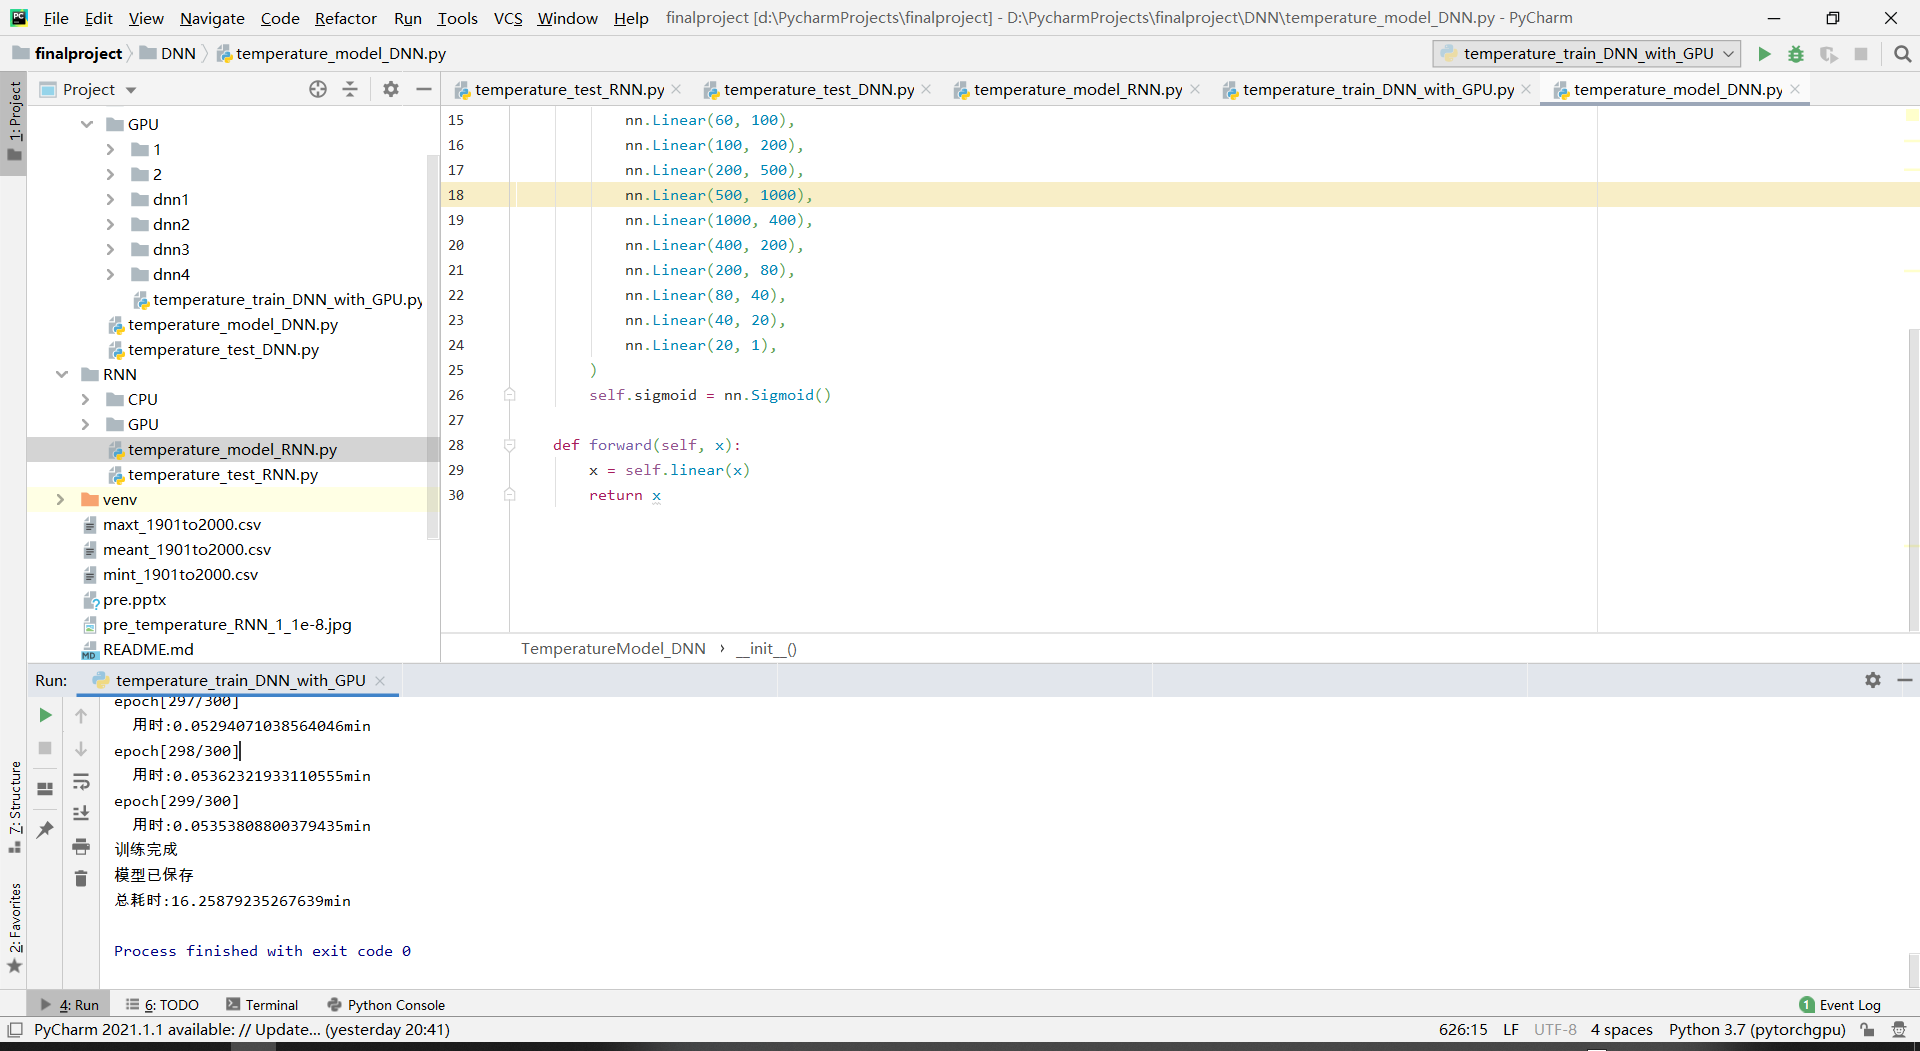 File Edit View Navigate Code Refactor Run Tools VCS Window Help finalproject [d:\PycharmProjects\finalproject] - D:\PycharmProjects\finalproject\DNN\temperature_model_DNN.py - PyCharm
finalproject DNN temperature_model_DNN.py
temperature_train_DNN_with_GPU
1: Project
Project
temperature_test_RNN.py temperature_test_DNN.py temperature_model_RNN.py temperature_train_DNN_with_GPU.py temperature_model_DNN.py
GPU
1
2
dnn1
dnn2
dnn3
dnn4
temperature_train_DNN_with_GPU.py
temperature_model_DNN.py
temperature_test_DNN.py
RNN
CPU
GPU
temperature_model_RNN.py
temperature_test_RNN.py
venv
maxt_1901to2000.csv
meant_1901to2000.csv
mint_1901to2000.csv
pre.pptx
pre_temperature_RNN_1_1e-8.jpg
README.md
15 nn.Linear(60, 100),
16 nn.Linear(100, 200),
17 nn.Linear(200, 500),
18 nn.Linear(500, 1000),
19 nn.Linear(1000, 400),
20 nn.Linear(400, 200),
21 nn.Linear(200, 80),
22 nn.Linear(80, 40),
23 nn.Linear(40, 20),
24 nn.Linear(20, 1),
25 )
26 self.sigmoid = nn.Sigmoid()
27
28 def forward(self, x):
29 x = self.linear(x)
30 return x
TemperatureModel_DNN › __init__()
Run: temperature_train_DNN_with_GPU
epoch[297/300]
用时:0.05294071038564046min
epoch[298/300]
用时:0.05362321933110555min
epoch[299/300]
用时:0.05353808800379435min
训练完成
模型已保存
总耗时:16.25879235267639min
Process finished with exit code 0
7: Structure
2: Favorites
4: Run 6: TODO Terminal Python Console
1 Event Log
PyCharm 2021.1.1 available: // Update... (yesterday 20:41)
626:15 LF UTF-8 4 spaces Python 3.7 (pytorchgpu)